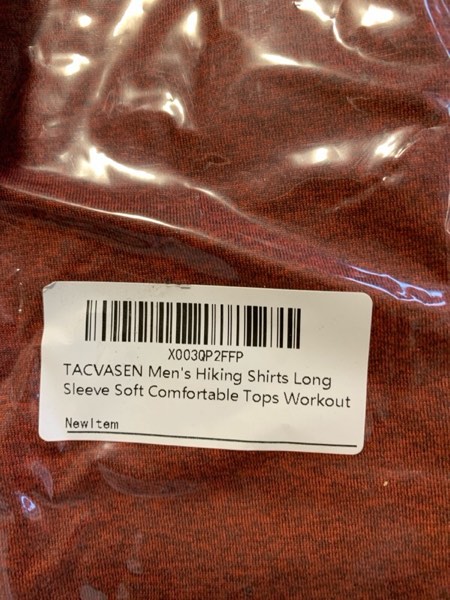 X003QP2FFP
TACVASEN Men's Hiking Shirts Long
Sleeve Soft Comfortable Tops Workout
NewItem